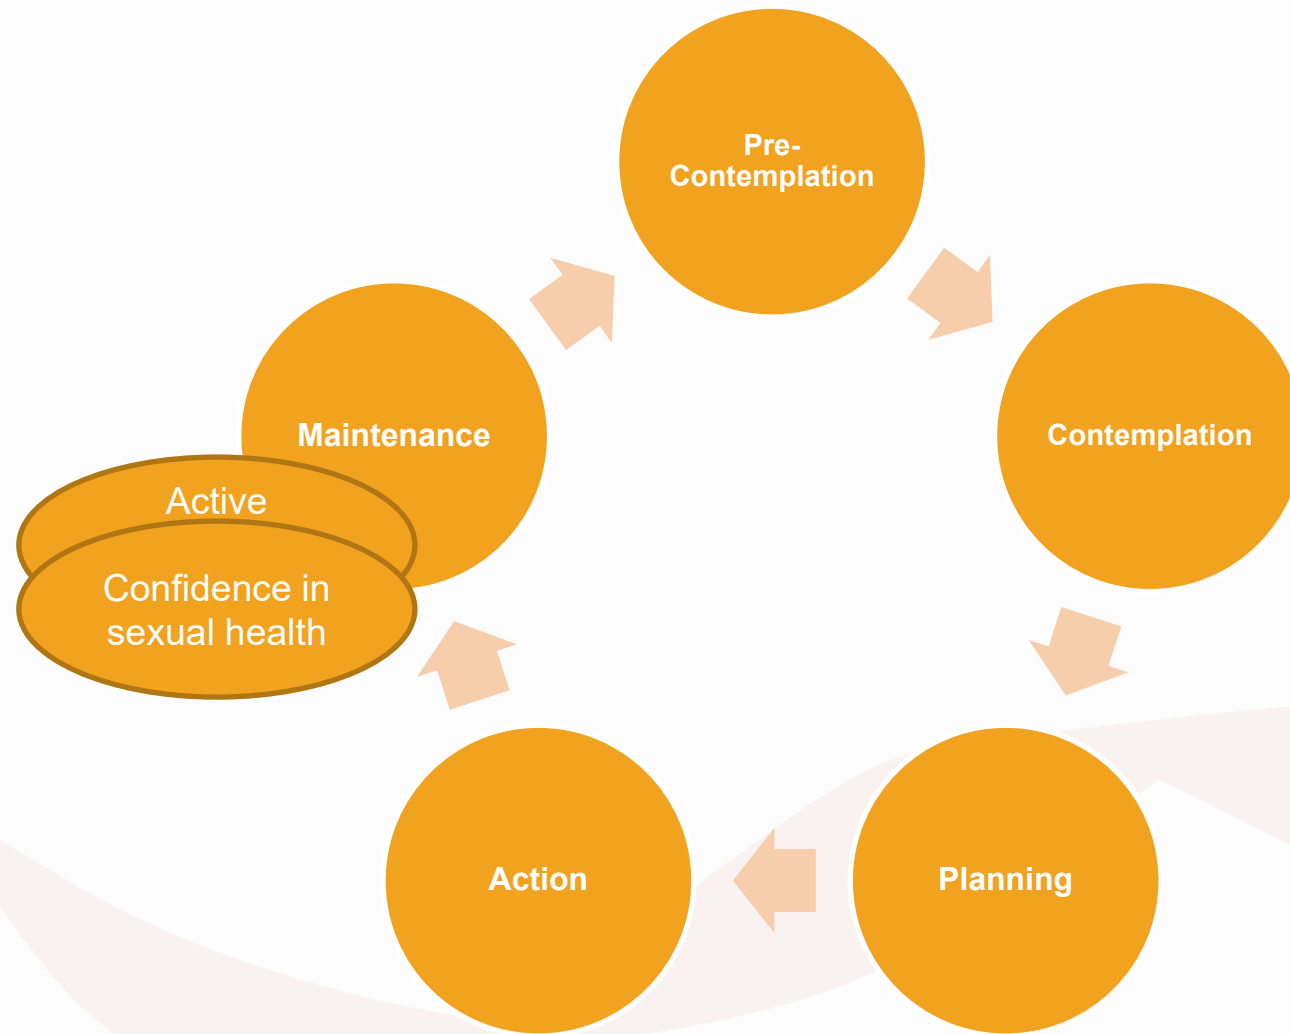 Pre-
Contemplation
Maintenance
Contemplation
Active
Confidence in
sexual health
Action
Planning